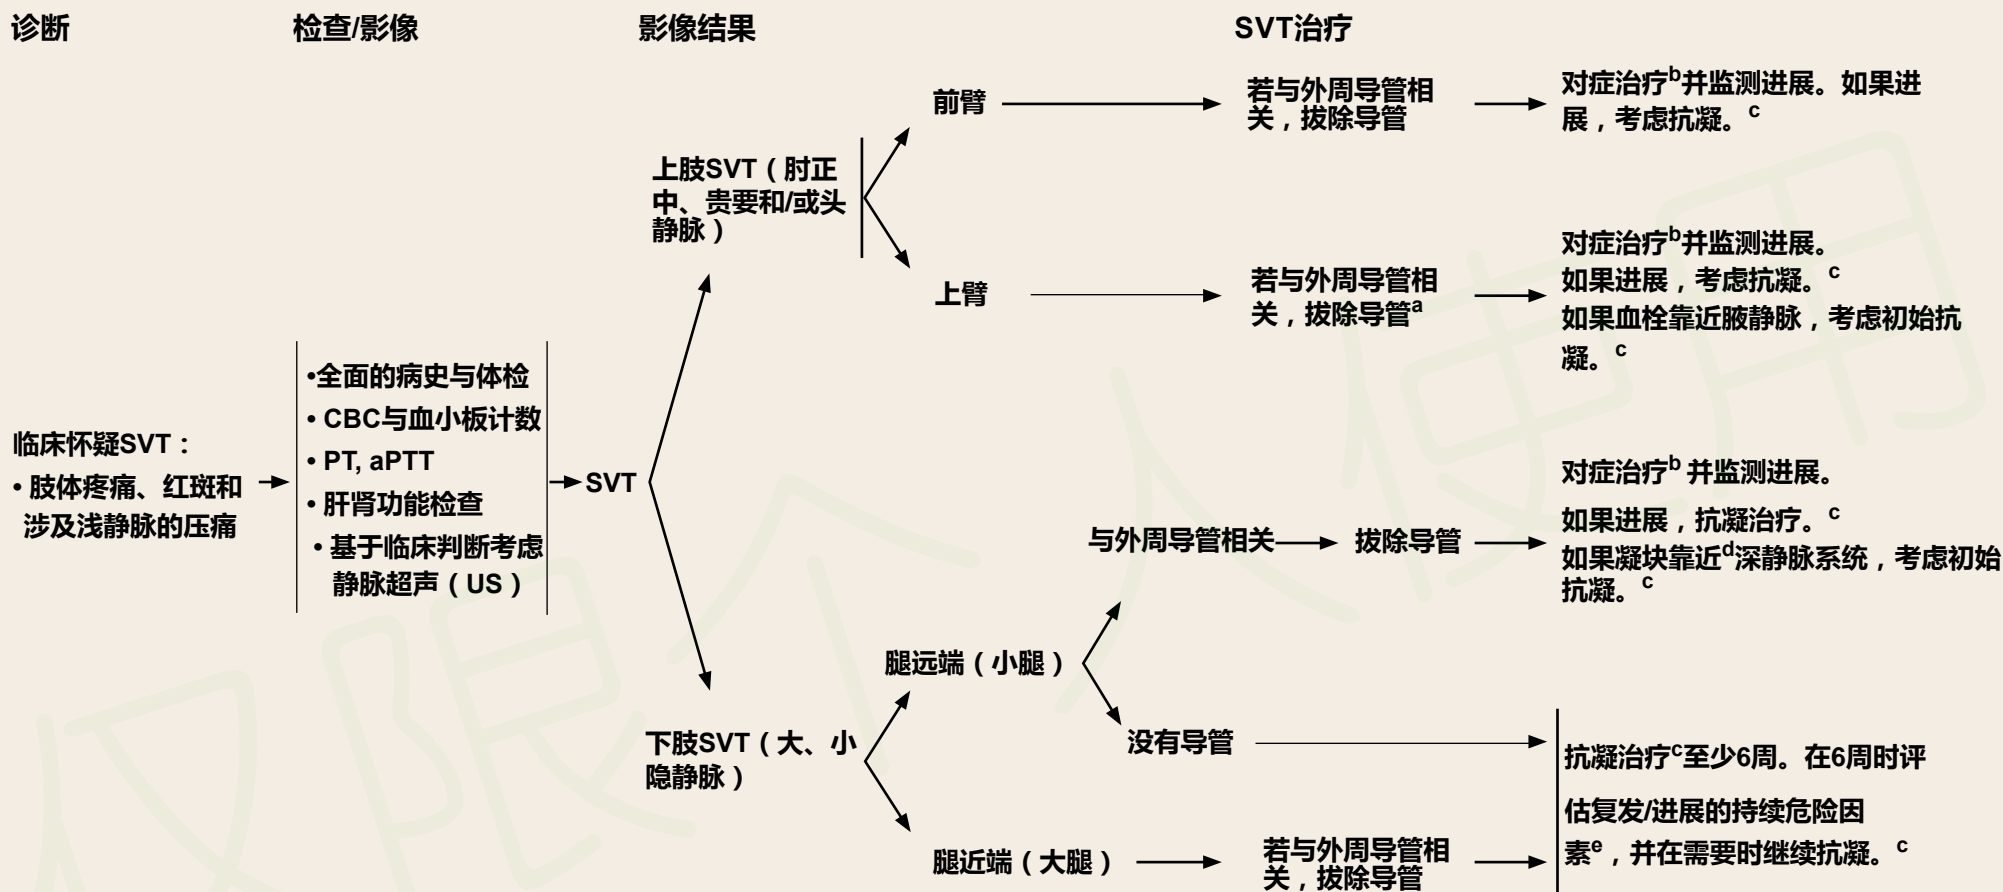 诊断
检查/影像
影像结果
SVT治疗
前臂
若与外周导管相
关，拔除导管
对症治疗b并监测进展。如果进
展，考虑抗凝。c
上肢SVT（肘正
中、贵要和/或头
静脉）
上臂
若与外周导管相
关，拔除导管a
对症治疗b并监测进展。
如果进展，考虑抗凝。c
如果血栓靠近腋静脉，考虑初始抗
凝。c
临床怀疑SVT：
• 肢体疼痛、红斑和
涉及浅静脉的压痛
•全面的病史与体检
• CBC与血小板计数
• PT, aPTT
• 肝肾功能检查
• 基于临床判断考虑
静脉超声（US）
SVT
与外周导管相关
拔除导管
对症治疗b 并监测进展。
如果进展，抗凝治疗。c
如果凝块靠近d深静脉系统，考虑初始
抗凝。c
腿远端（小腿）
没有导管
下肢SVT（大、小
隐静脉）
腿近端（大腿）
若与外周导管相
关，拔除导管
抗凝治疗c至少6周。在6周时评
估复发/进展的持续危险因
素e，并在需要时继续抗凝。c
仅限个人使用